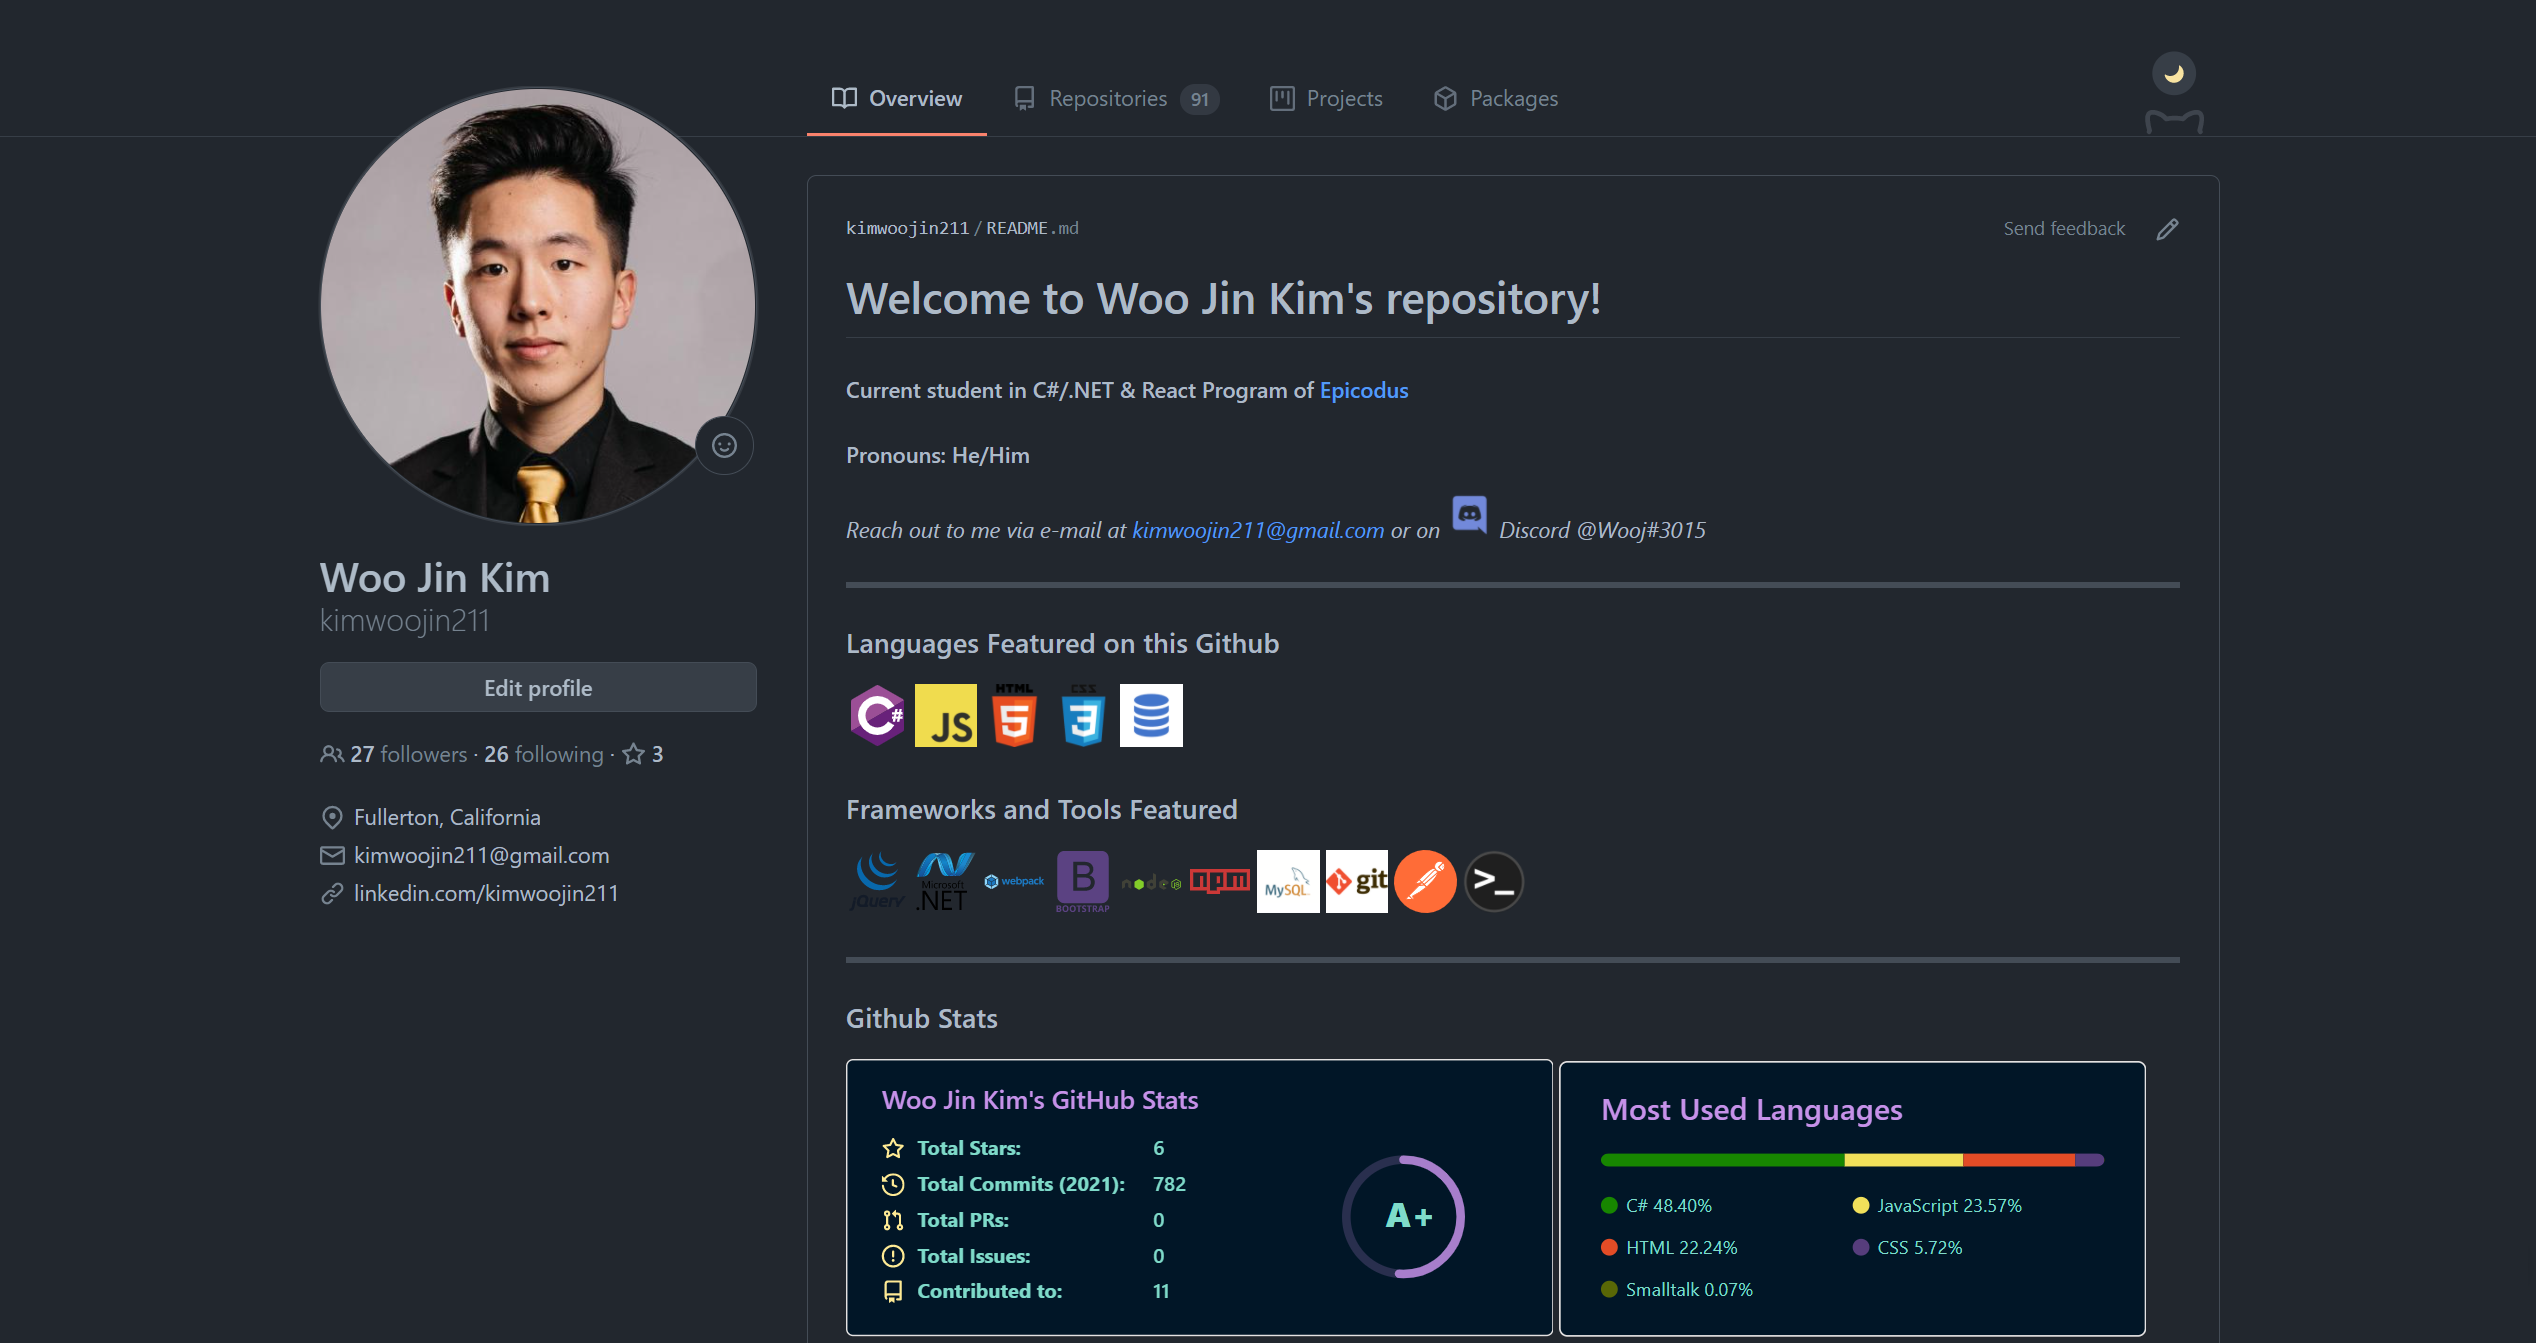 Overview
Repositories 91
Projects
Packages
kimwoojin211 / README.md
Send feedback
Welcome to Woo Jin Kim's repository!
Current student in C#/.NET & React Program of Epicodus
Pronouns: He/Him
Reach out to me via e-mail at kimwoojin211@gmail.com or on Discord @Wooj#3015
Woo Jin Kim
kimwoojin211
Edit profile
27 followers · 26 following · 3
Fullerton, California
kimwoojin211@gmail.com
linkedin.com/kimwoojin211
Languages Featured on this Github
C#
JS
HTML
5
CSS
3
Frameworks and Tools Featured
jQuery
Microsoft
.NET
webpack
B
BOOTSTRAP
node js
npm
MySQL
git
>_
Github Stats
Woo Jin Kim's GitHub Stats
Total Stars: 6
Total Commits (2021): 782
Total PRs: 0
Total Issues: 0
Contributed to: 11
A+
Most Used Languages
C# 48.40%
JavaScript 23.57%
HTML 22.24%
CSS 5.72%
Smalltalk 0.07%